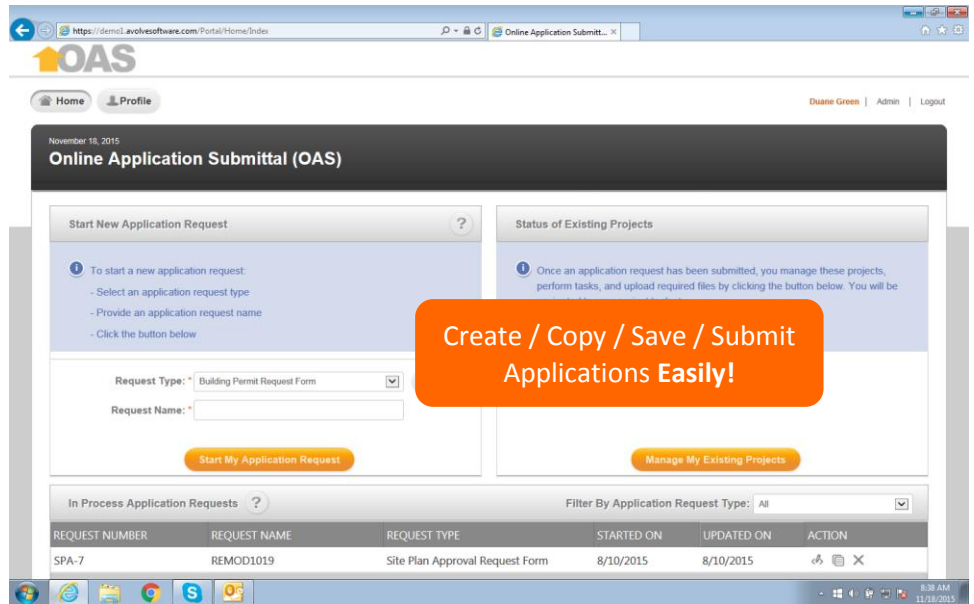 https://demo1.avolvesoftware.com/Portal/Home/Index
Online Application Submitt... ×
OAS
Home Profile
Duane Green | Admin | Logout
November 18, 2015
Online Application Submittal (OAS)
Start New Application Request ?
Status of Existing Projects
To start a new application request:
- Select an application request type
- Provide an application request name
- Click the button below
Once an application request has been submitted, you manage these projects,
perform tasks, and upload required files by clicking the button below. You will be
Create / Copy / Save / Submit
Applications Easily!
Request Type: * Building Permit Request Form
Request Name: *
Start My Application Request
Manage My Existing Projects
In Process Application Requests ?
Filter By Application Request Type: All
REQUEST NUMBER REQUEST NAME REQUEST TYPE STARTED ON UPDATED ON ACTION
SPA-7 REMOD1019 Site Plan Approval Request Form 8/10/2015 8/10/2015
8:38 AM
11/18/2015